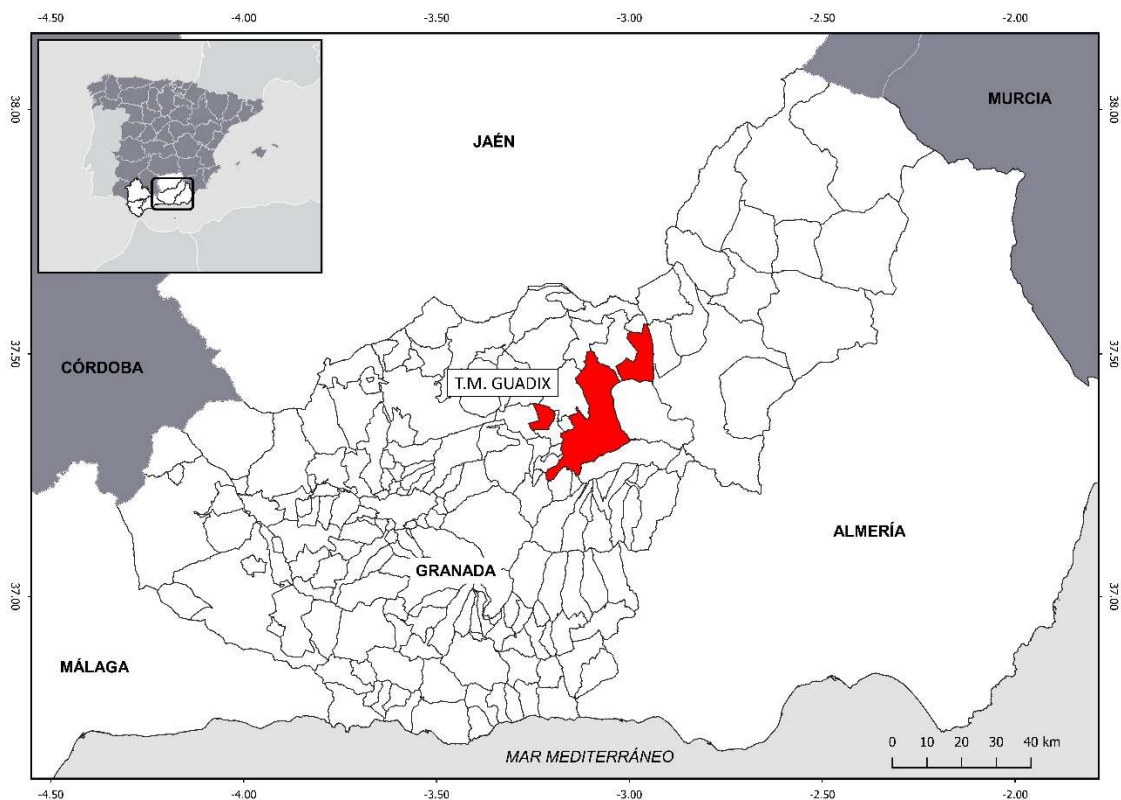 -4.50 -4.00 -3.50 -3.00 -2.50 -2.00
38.00
38.00
MURCIA
JAÉN
37.50
37.50
CÓRDOBA
T.M. GUADIX
ALMERÍA
GRANADA
37.00
37.00
MÁLAGA
0 10 20 30 40 km
MAR MEDITERRÁNEO
-4.50 -4.00 -3.50 -3.00 -2.50 -2.00